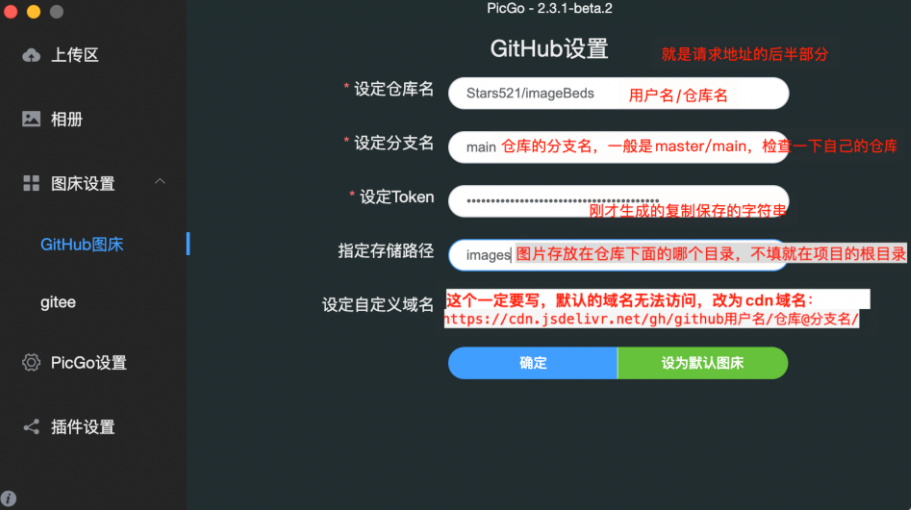 PicGo - 2.3.1-beta.2
上传区
相册
图床设置
GitHub图床
gitee
PicGo设置
插件设置
GitHub设置
就是请求地址的后半部分
* 设定仓库名 Stars521/imageBeds 用户名/仓库名
* 设定分支名 main 仓库的分支名，一般是master/main，检查一下自己的仓库
* 设定Token ••••••••••••••••••••••••••••••••••••••••
刚才生成的复制保存的字符串
指定存储路径 images 图片存放在仓库下面的哪个目录，不填就在项目的根目录
设定自定义域名 这个一定要写，默认的域名无法访问，改为cdn域名：
https://cdn.jsdelivr.net/gh/github用户名/仓库@分支名/
确定 设为默认图床